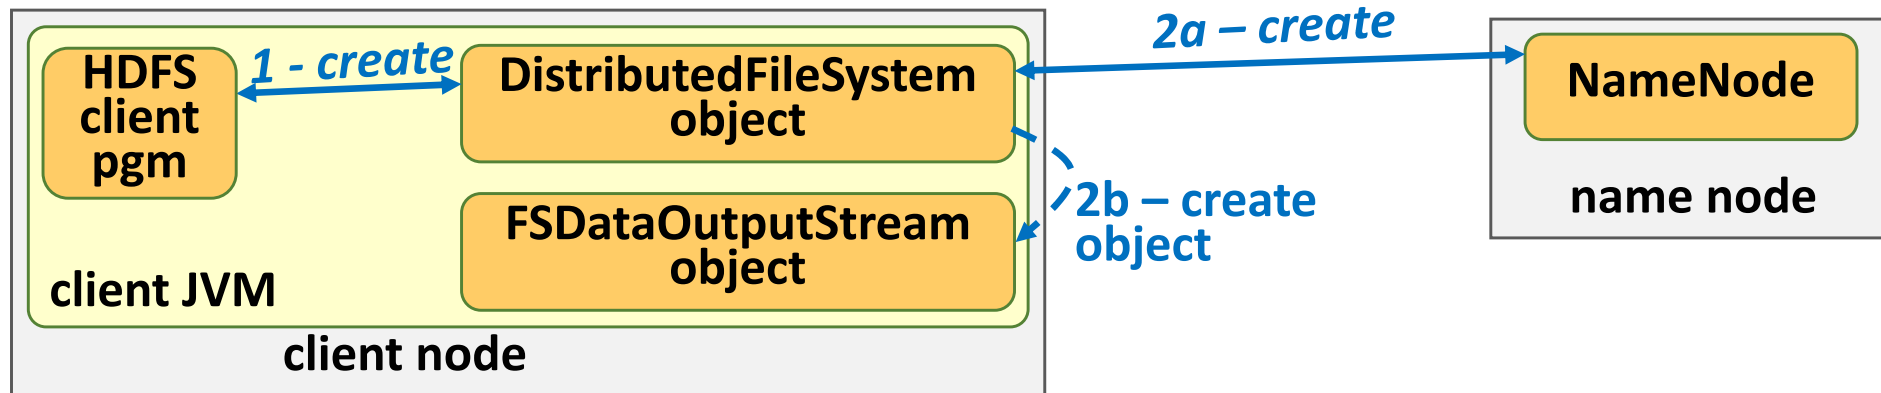 HDFS
client
pgm
1 - create
DistributedFileSystem
object
2a – create
NameNode
name node
2b – create
object
FSDataOutputStream
object
client JVM
client node